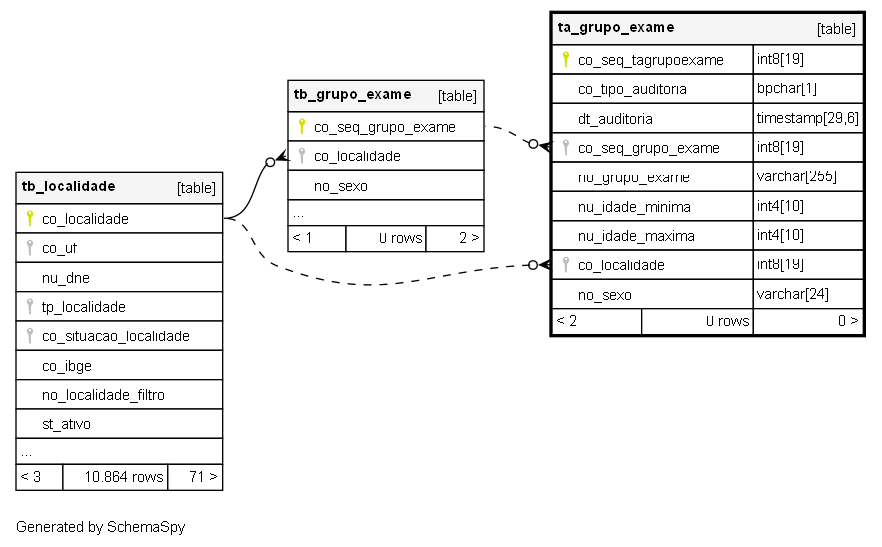 ta_grupo_exame [table]
co_seq_tagrupoexame int8[19]
co_tipo_auditoria bpchar[1]
dt_auditoria timestamp[29,6]
co_seq_grupo_exame int8[19]
no_grupo_exame varchar[255]
nu_idade_minima int4[10]
nu_idade_maxima int4[10]
co_localidade int8[19]
no_sexo varchar[24]
< 2 0 rows 0 >
tb_grupo_exame [table]
co_seq_grupo_exame
co_localidade
no_sexo
...
< 1 0 rows 2 >
tb_localidade [table]
co_localidade
co_uf
nu_dne
tp_localidade
co_situacao_localidade
co_ibge
no_localidade_filtro
st_ativo
...
< 3 10.864 rows 71 >
Generated by SchemaSpy